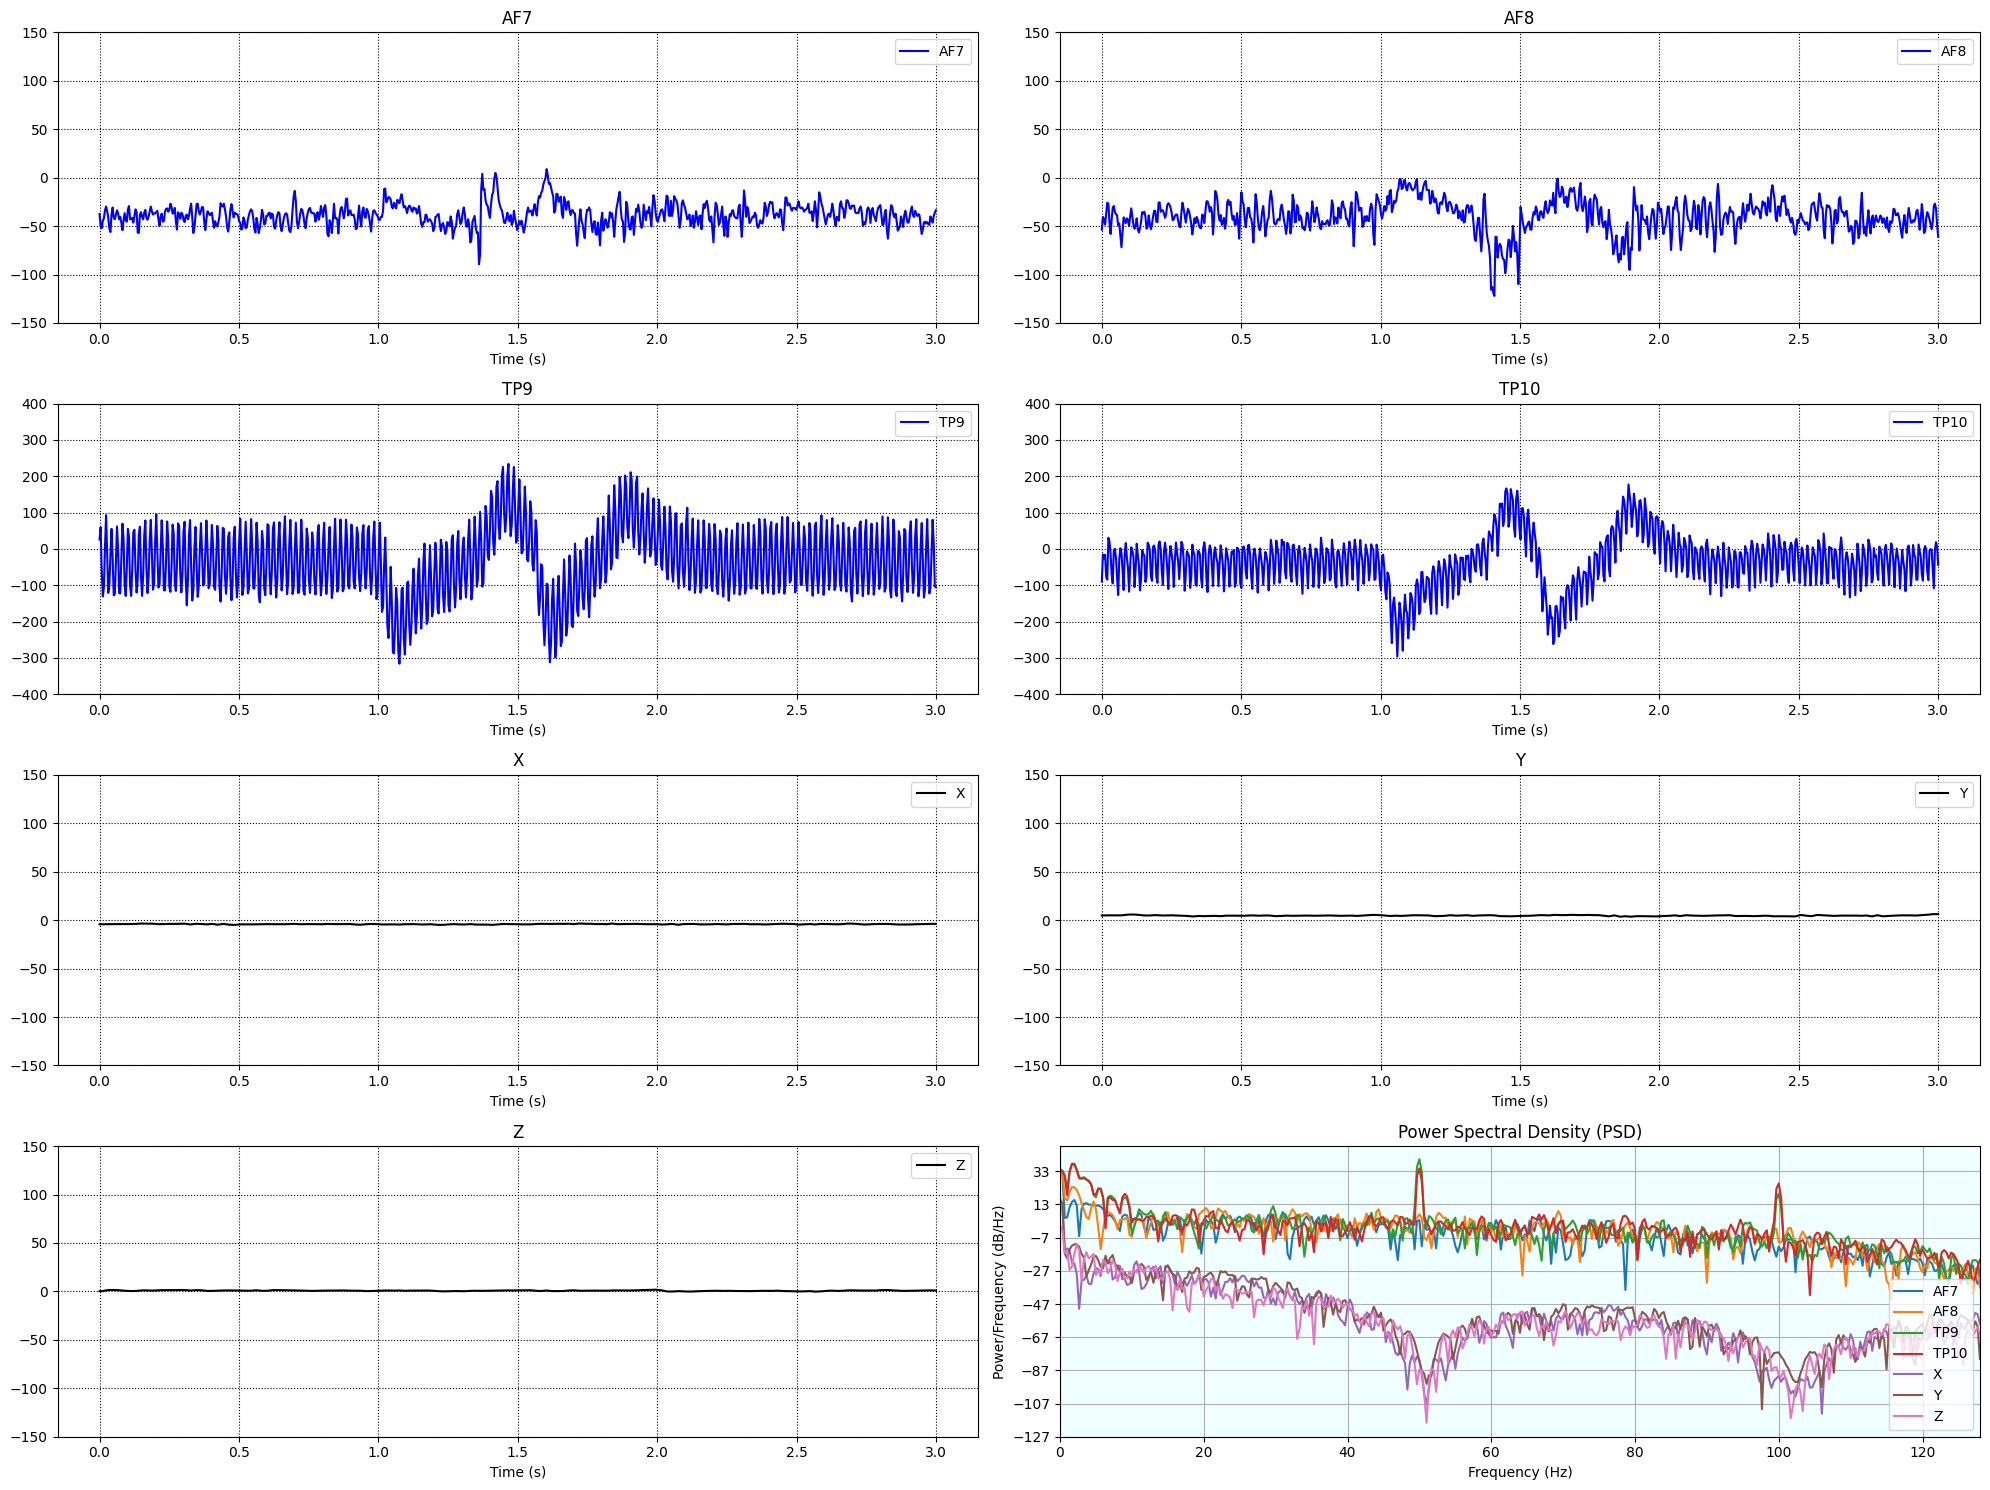 AF7
150
100
50
0
−50
−100
−150
0.0 0.5 1.0 1.5 2.0 2.5 3.0
Time (s)
AF7
AF8
150
100
50
0
−50
−100
−150
0.0 0.5 1.0 1.5 2.0 2.5 3.0
Time (s)
AF8
TP9
400
300
200
100
0
−100
−200
−300
−400
0.0 0.5 1.0 1.5 2.0 2.5 3.0
Time (s)
TP9
TP10
400
300
200
100
0
−100
−200
−300
−400
0.0 0.5 1.0 1.5 2.0 2.5 3.0
Time (s)
TP10
X
150
100
50
0
−50
−100
−150
0.0 0.5 1.0 1.5 2.0 2.5 3.0
Time (s)
X
Y
150
100
50
0
−50
−100
−150
0.0 0.5 1.0 1.5 2.0 2.5 3.0
Time (s)
Y
Z
150
100
50
0
−50
−100
−150
0.0 0.5 1.0 1.5 2.0 2.5 3.0
Time (s)
Z
Power Spectral Density (PSD)
Power/Frequency (dB/Hz)
33
13
−7
−27
−47
−67
−87
−107
−127
0 20 40 60 80 100 120
Frequency (Hz)
AF7
AF8
TP9
TP10
X
Y
Z